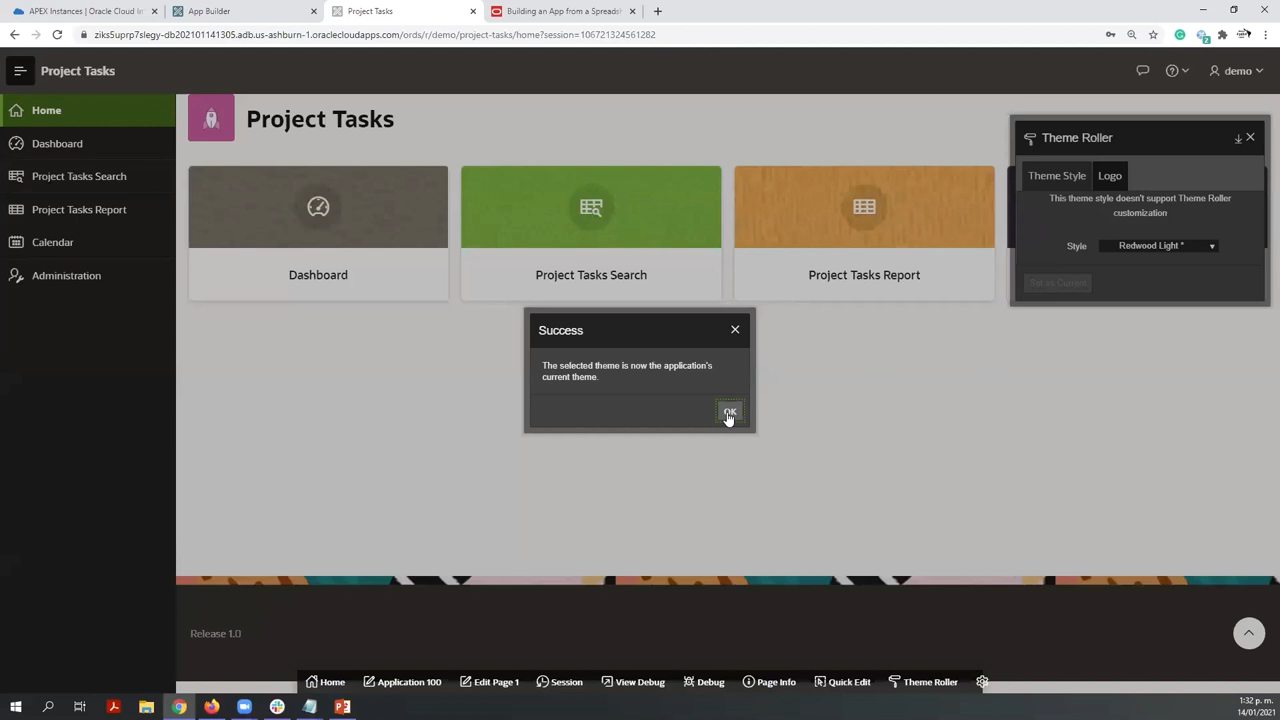 APEX Instances | Oracle Cloud In
App Builder
Project Tasks
Building an App from a Spreads
ziks5uprp7slegy-db202101141305.adb.us-ashburn-1.oraclecloudapps.com/ords/r/demo/project-tasks/home?session=106721324561282
Project Tasks
demo
Home
Dashboard
Project Tasks Search
Project Tasks Report
Calendar
Administration
Project Tasks
Dashboard
Project Tasks Search
Project Tasks Report
Theme Roller
Theme Style
Logo
This theme style doesn't support Theme Roller
customization
Style
Redwood Light *
Set as Current
Success
The selected theme is now the application's
current theme.
OK
Release 1.0
Home
Application 100
Edit Page 1
Session
View Debug
Debug
Page Info
Quick Edit
Theme Roller
1:32 p. m.
14/01/2021